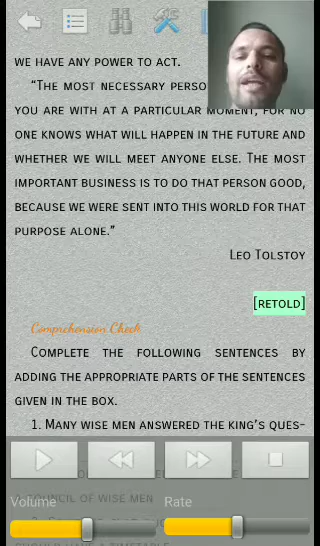 WE HAVE ANY POWER TO ACT.
"THE MOST NECESSARY
YOU ARE WITH AT A PARTICULAR MOMENT, FOR NO
ONE KNOWS WHAT WILL HAPPEN IN THE FUTURE AND
WHETHER WE WILL MEET ANYONE ELSE. THE MOST
IMPORTANT BUSINESS IS TO DO THAT PERSON GOOD,
BECAUSE WE WERE SENT INTO THIS WORLD FOR THAT
PURPOSE ALONE."
LEO TOLSTOY
[RETOLD]
Comprehension Check
COMPLETE THE FOLLOWING SENTENCES BY
ADDING THE APPROPRIATE PARTS OF THE SENTENCES
GIVEN IN THE BOX.
1. MANY WISE MEN ANSWERED THE KING'S QUES-
Volume Rate
A COUNCIL OF WISE MEN
SHOULD HAVE A TIMETABLE